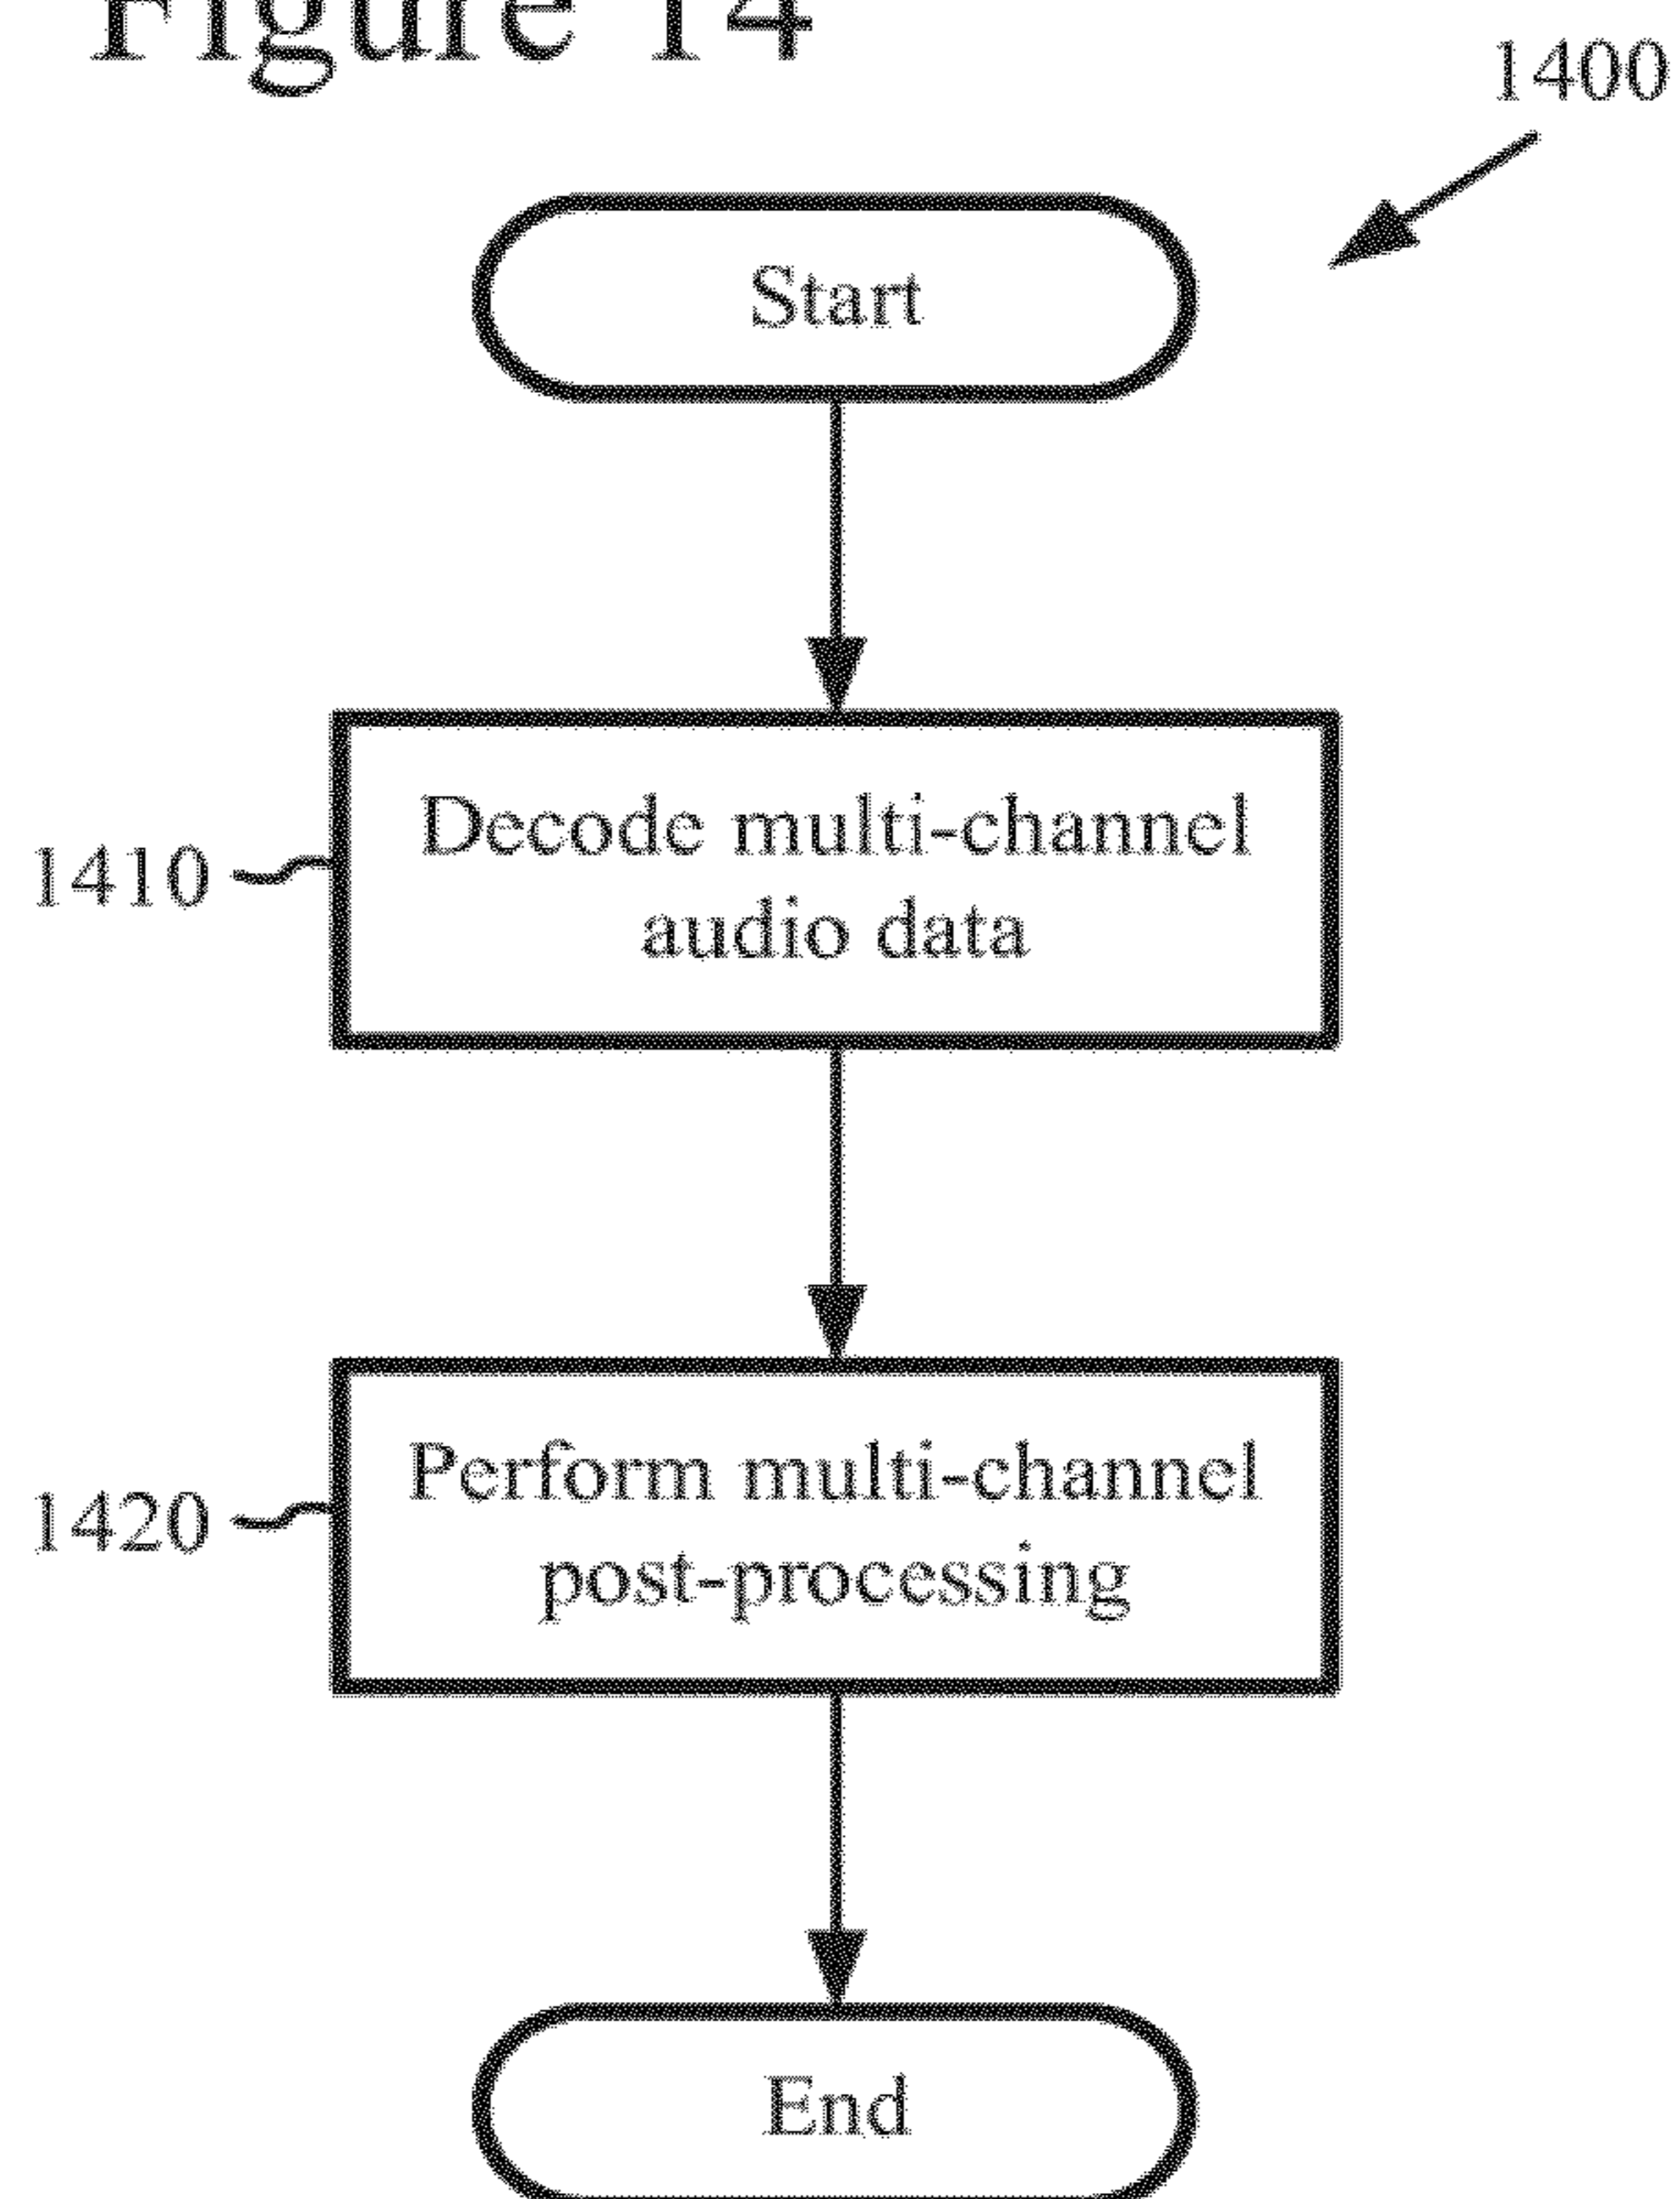 Figure 14
1400
Start
1410
Decode multi-channel
audio data
1420
Perform multi-channel
post-processing
End